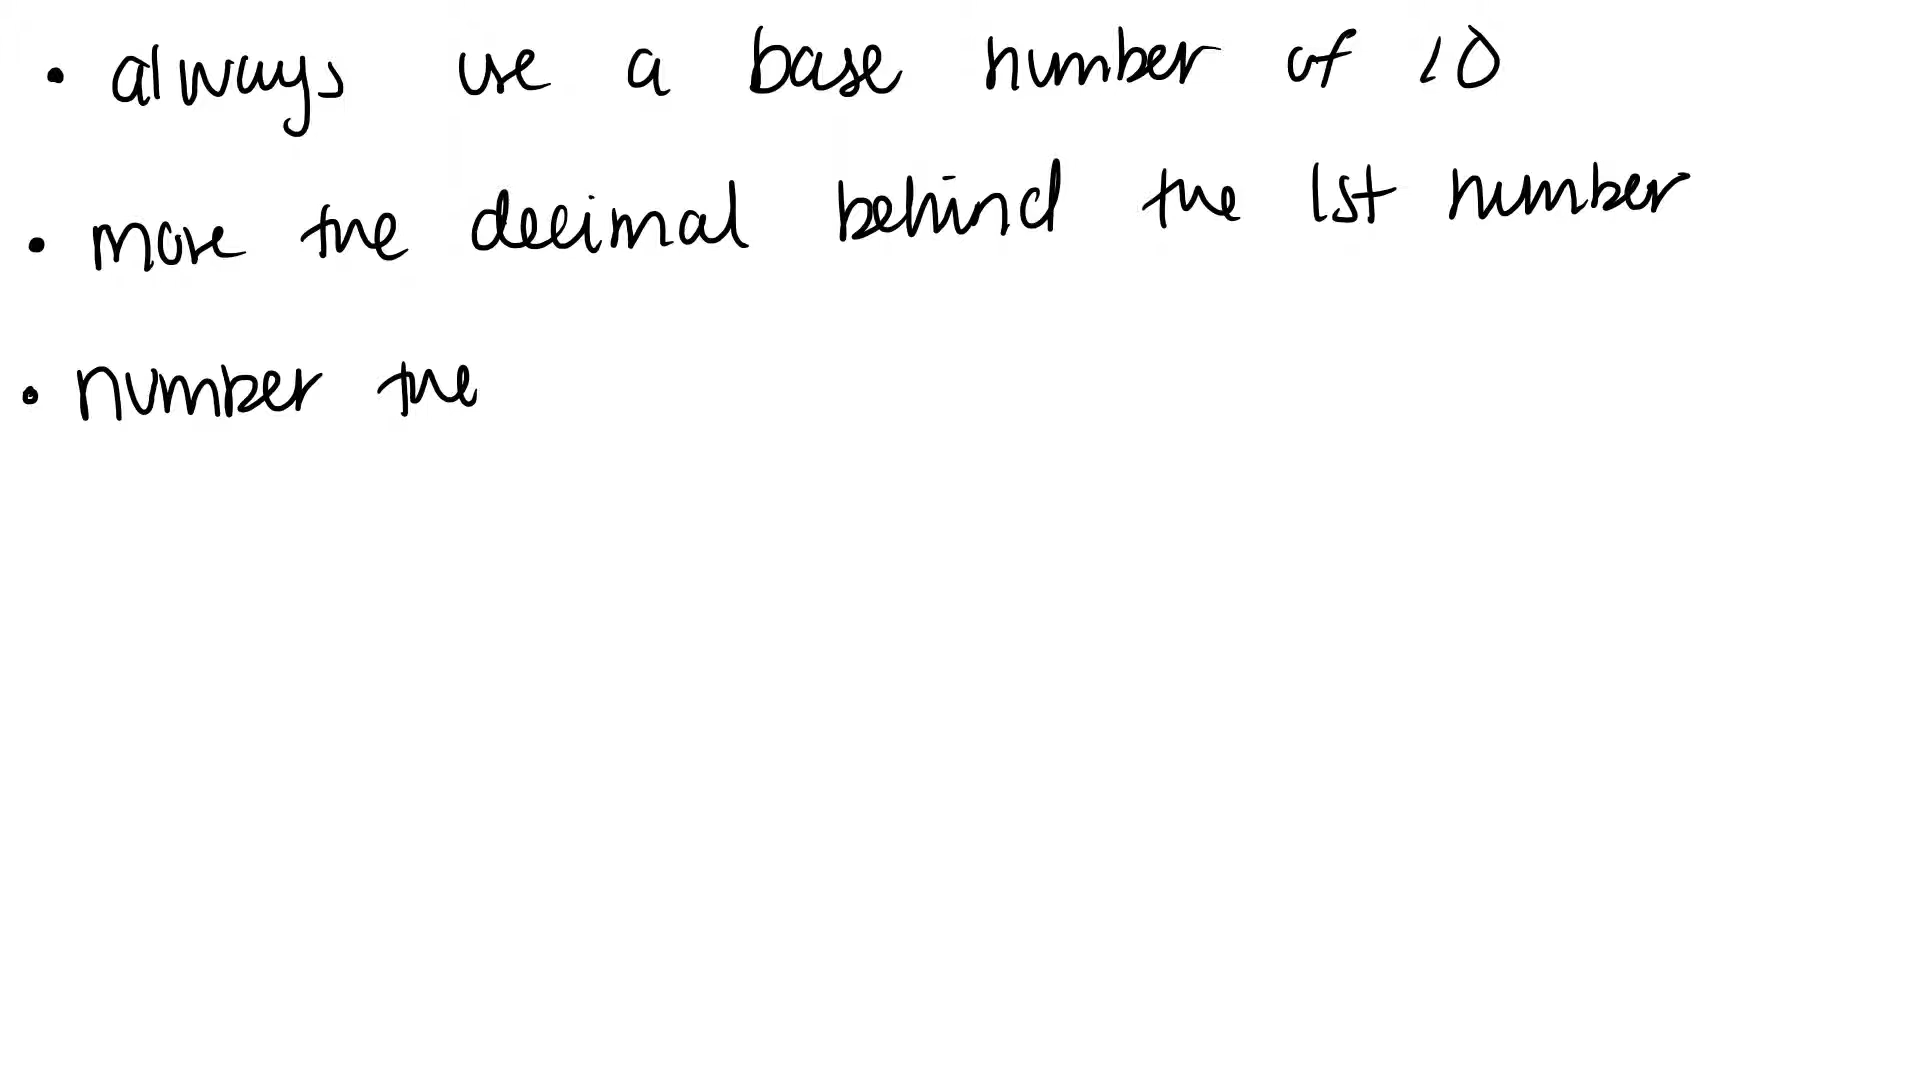 • always use a base number of 10
• move the decimal behind the 1st number
• number the